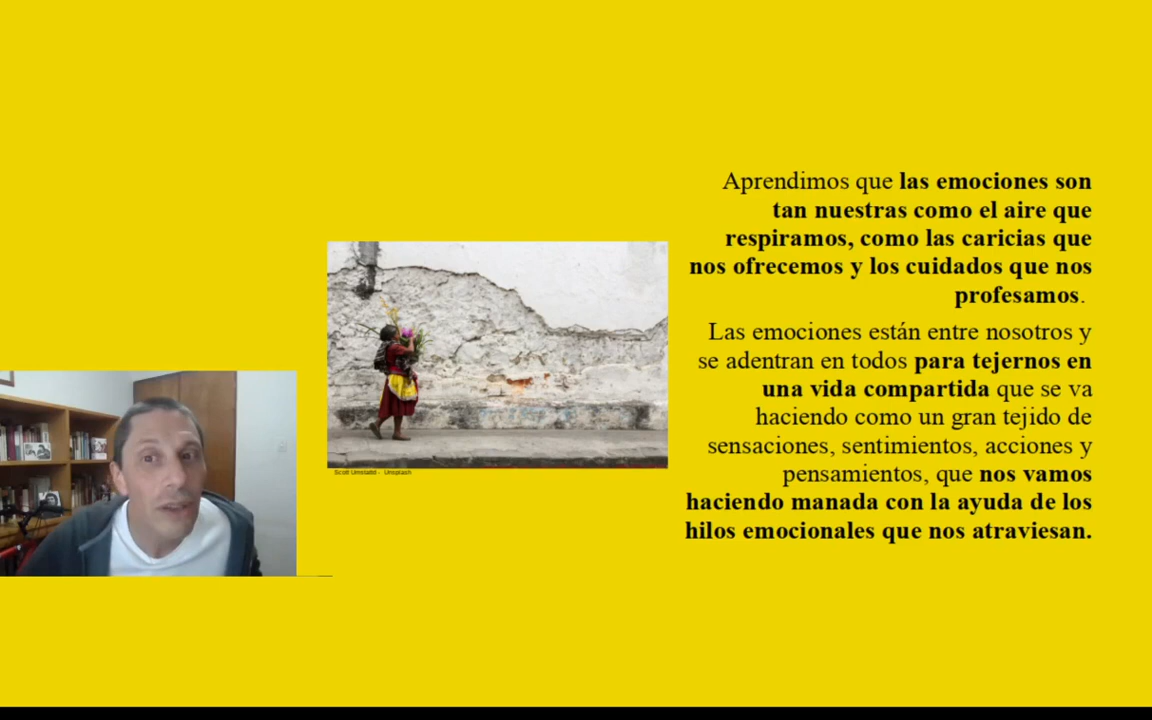 Aprendimos que las emociones son
tan nuestras como el aire que
respiramos, como las caricias que
nos ofrecemos y los cuidados que nos
profesamos.
Las emociones están entre nosotros y
se adentran en todos para tejernos en
una vida compartida que se va
haciendo como un gran tejido de
sensaciones, sentimientos, acciones y
pensamientos, que nos vamos
haciendo manada con la ayuda de los
hilos emocionales que nos atraviesan.
Scott Umstattd - Unsplash